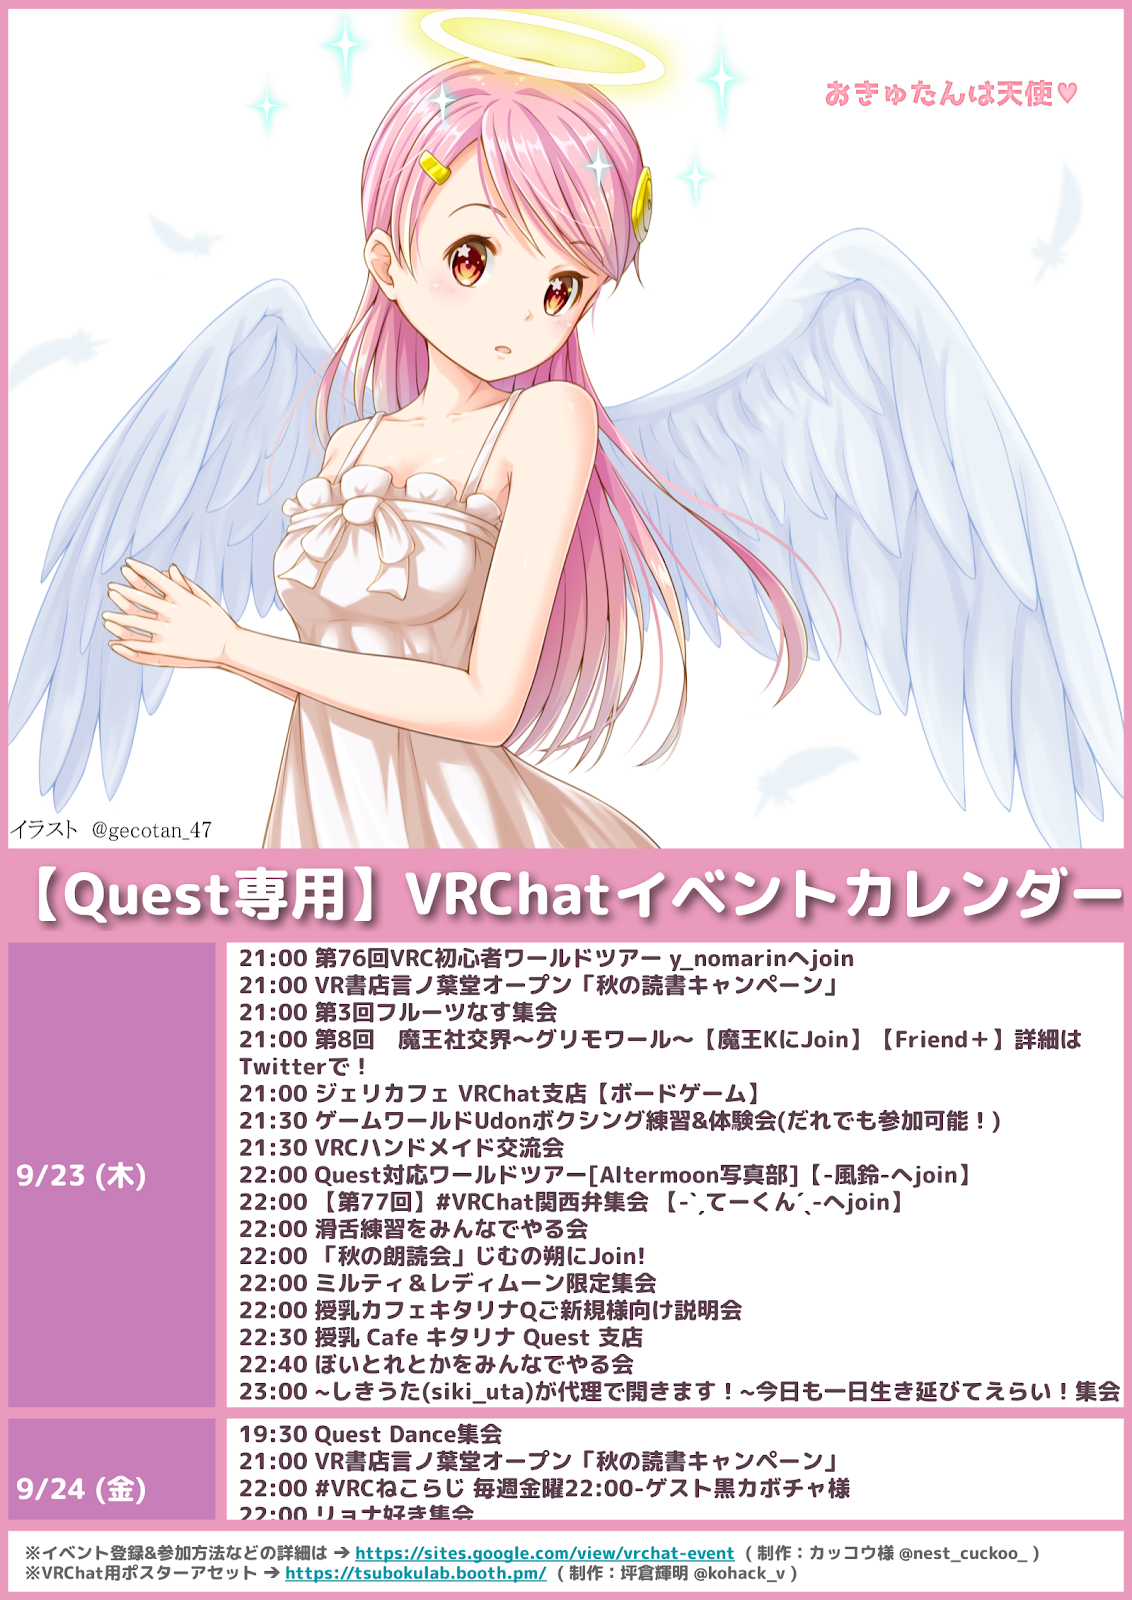 おきゅたんは天使♥
イラスト @gecotan_47
【Quest専用】VRChatイベントカレンダー
9/23 (木)
21:00 第76回VRC初心者ワールドツアー y_nomarinへjoin
21:00 VR書店言ノ葉堂オープン「秋の読書キャンペーン」
21:00 第3回フルーツなす集会
21:00 第8回　魔王社交界～グリモワール～【魔王KにJoin】【Friend＋】詳細は
Twitterで！
21:00 ジェリカフェ VRChat支店【ボードゲーム】
21:30 ゲームワールドUdonボクシング練習&体験会(だれでも参加可能！)
21:30 VRCハンドメイド交流会
22:00 Quest対応ワールドツアー[Altermoon写真部]【-風鈴-へjoin】
22:00 【第77回】#VRChat関西弁集会 【-ˋˏてーくんˊˎ-へjoin】
22:00 滑舌練習をみんなでやる会
22:00 「秋の朗読会」じむの朔にJoin!
22:00 ミルティ＆レディムーン限定集会
22:00 授乳カフェキタリナQご新規様向け説明会
22:30 授乳 Cafe キタリナ Quest 支店
22:40 ぼいとれとかをみんなでやる会
23:00 ~しきうた(siki_uta)が代理で開きます！~今日も一日生き延びてえらい！集会
9/24 (金)
19:30 Quest Dance集会
21:00 VR書店言ノ葉堂オープン「秋の読書キャンペーン」
22:00 #VRCねこらじ 毎週金曜22:00-ゲスト黒カボチャ様
22:00 リョナ好き集会
※イベント登録&参加方法などの詳細は ➔ https://sites.google.com/view/vrchat-event ( 制作：カッコウ様 @nest_cuckoo_ )
※VRChat用ポスターアセット ➔ https://tsubokulab.booth.pm/ ( 制作：坪倉輝明 @kohack_v )